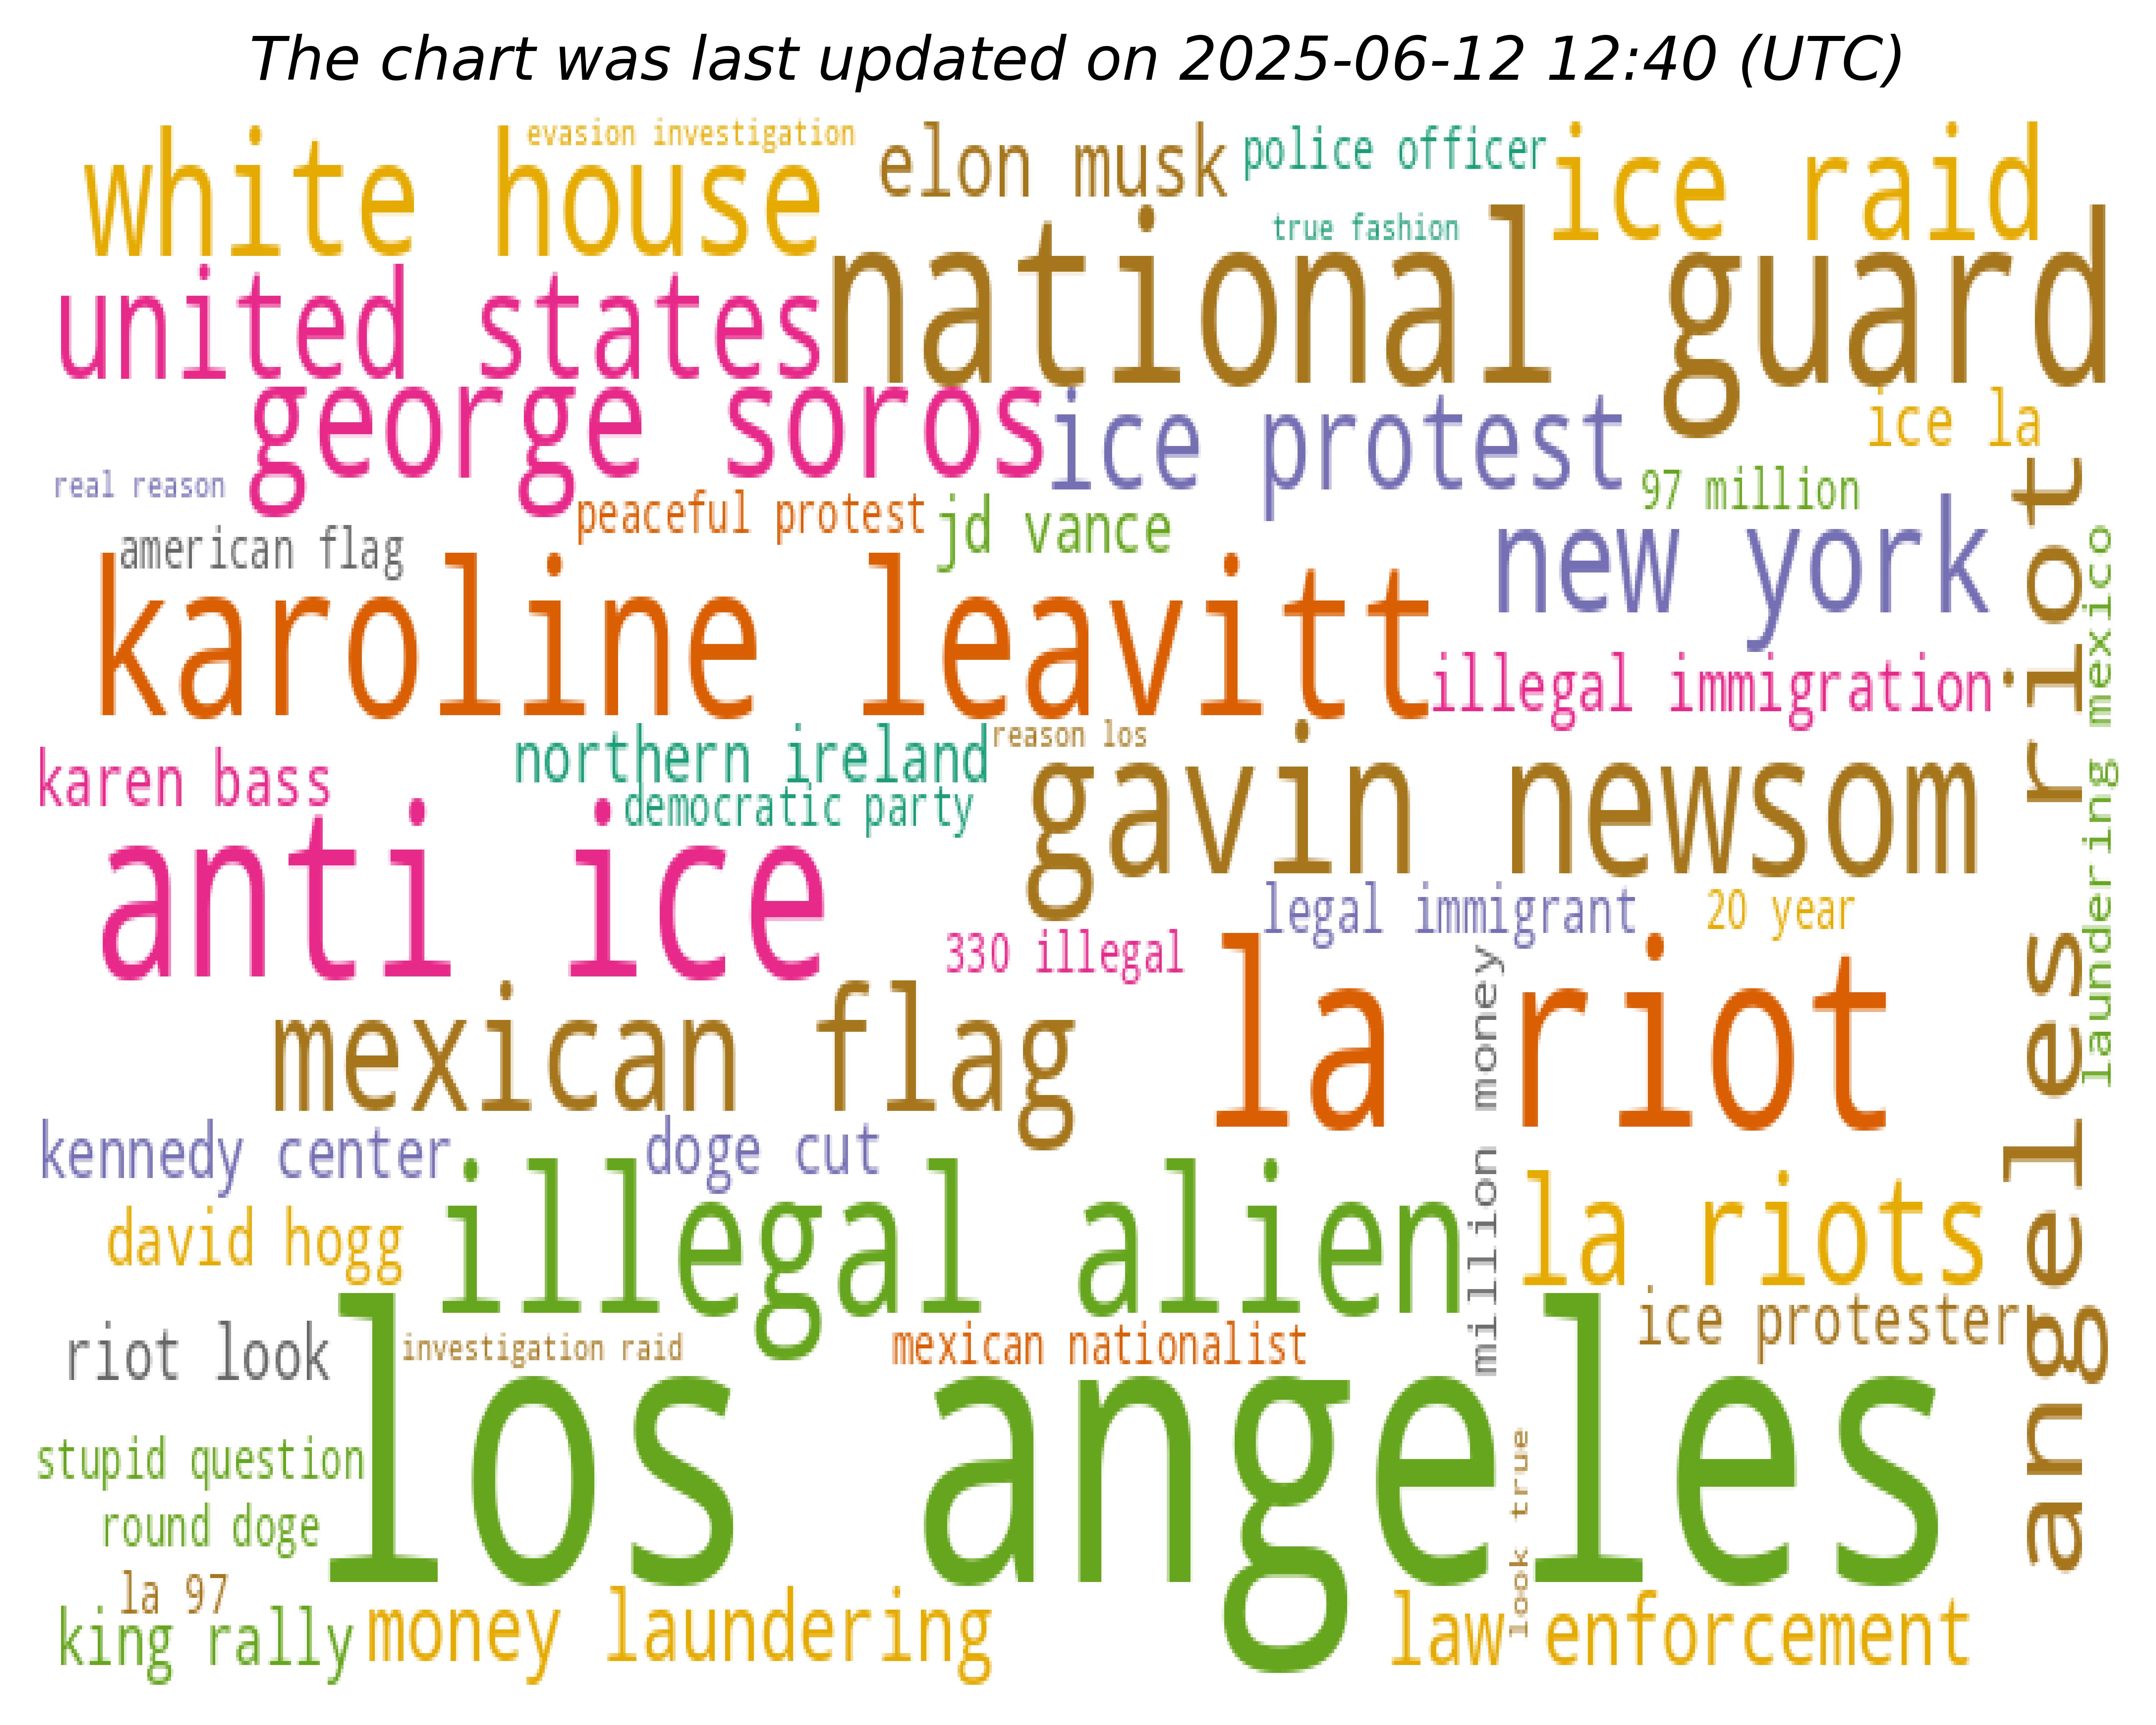 The chart was last updated on 2025-06-12 12:40 (UTC)
evasion investigation
white house
elon musk
police officer
ice raid
true fashion
united states
national guard
george soros
ice protest
ice la
real reason
97 million
peaceful protest
jd vance
american flag
new york
karoline leavitt
illegal immigration
angeles riot
laundering mexico
northern ireland
reason los
karen bass
democratic party
gavin newsom
anti ice
legal immigrant
20 year
330 illegal
la riot
mexican flag
million money
kennedy center
doge cut
illegal alien
la riots
david hogg
ice protester
riot look
investigation raid
mexican nationalist
los angeles
stupid question
look true
round doge
la 97
king rally
money laundering
law enforcement